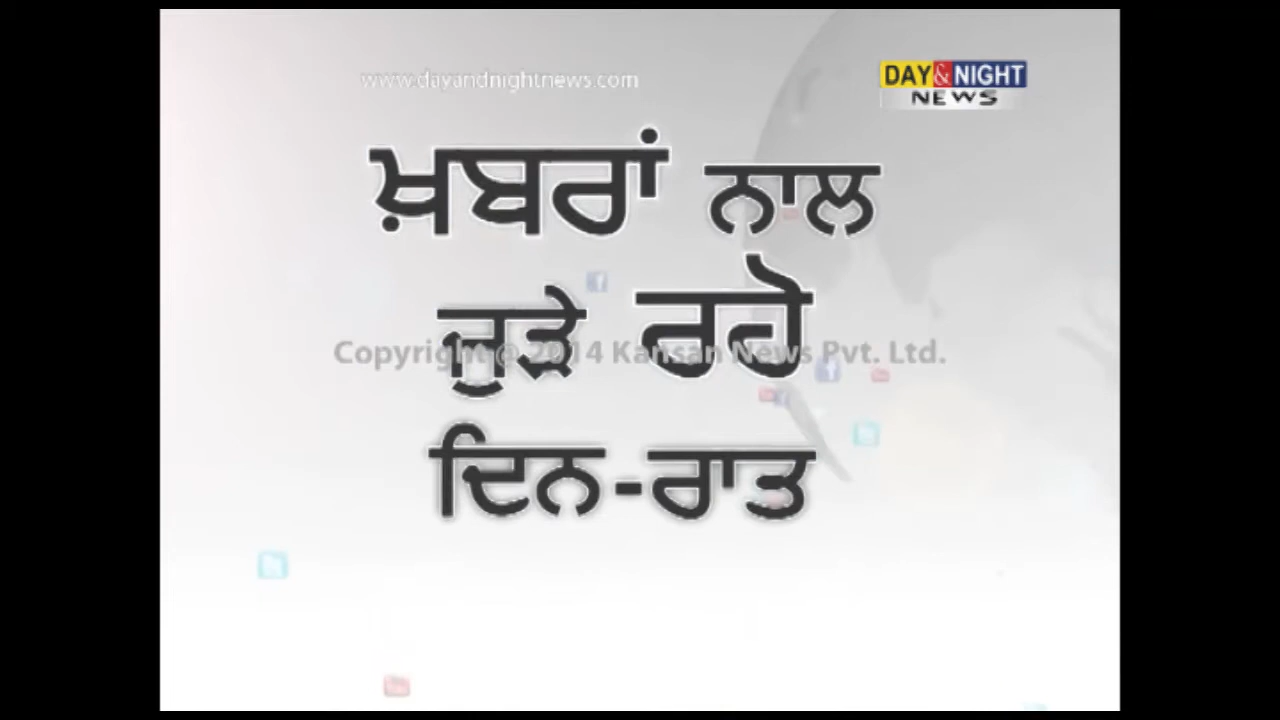 www.dayandnightnews.com
DAY & NIGHT
NEWS
ਖ਼ਬਰਾਂ ਨਾਲ
ਜੁੜੇ ਰਹੋ
Copyright @ 2014 Kansan News Pvt. Ltd.
ਦਿਨ-ਰਾਤ